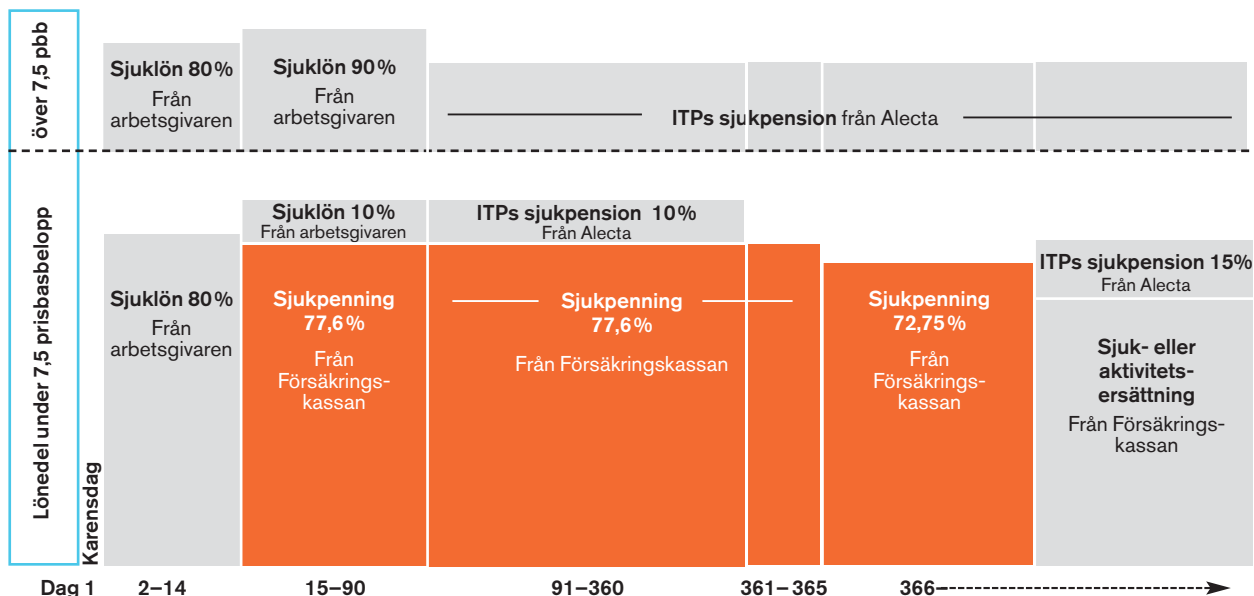 över 7,5 pbb
Sjuklön 80%
Från
arbetsgivaren
Sjuklön 90%
Från
arbetsgivaren
ITPs sjukpension från Alecta
Lönedel under 7,5 prisbasbelopp
Karensdag
Sjuklön 80%
Från
arbetsgivaren
Sjuklön 10%
Från arbetsgivaren
Sjukpenning
77,6%
Från
Försäkrings-
kassan
ITPs sjukpension 10%
Från Alecta
Sjukpenning
77,6%
Från Försäkringskassan
Sjukpenning
72,75%
Från
Försäkrings-
kassan
ITPs sjukpension 15%
Från Alecta
Sjuk- eller
aktivitets-
ersättning
Från Försäkrings-
kassan
Dag 1 2–14 15–90 91–360 361–365 366–